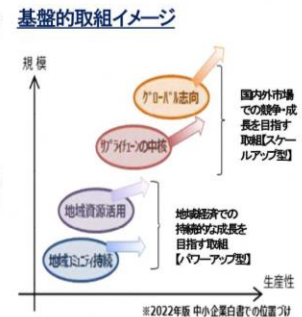 基盤的取組イメージ
規模
グローバル志向
サプライチェーンの中核
国内外市場
での競争・成
長を目指す
取組【スケー
ルアップ型】
地域資源活用
地域コミュニティ持続
地域経済での
持続的な成長を
目指す取組
【パワーアップ型】
生産性
※2022年版 中小企業白書での位置づけ